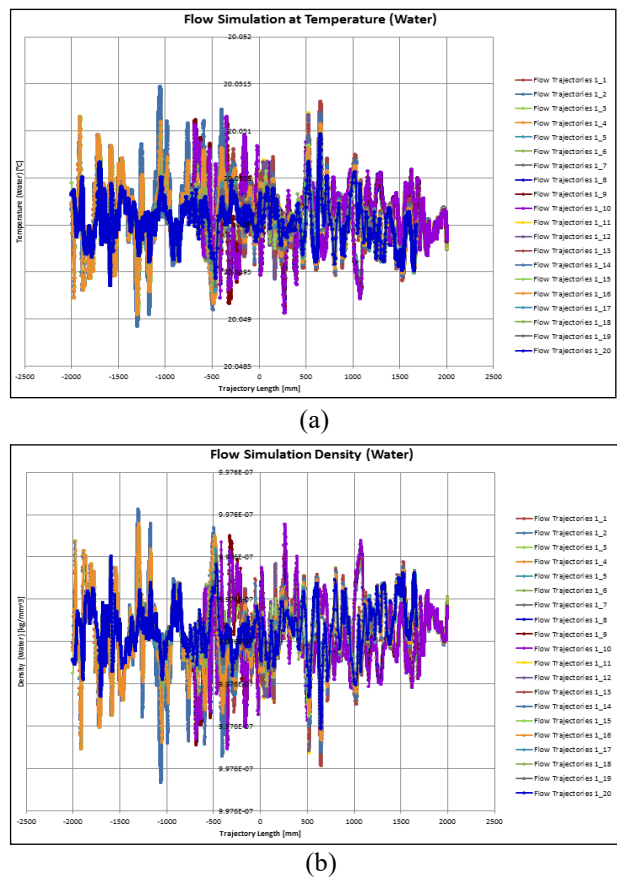 Flow Simulation at Temperature (Water)
20.052
20.0515
20.051
20.0505
20.0495
20.049
20.0485
Temperature (Water) [°C]
-2500 -2000 -1500 -1000 -500 0 500 1000 1500 2000 2500
Trajectory Length [mm]
Flow Trajectories 1_1
Flow Trajectories 1_2
Flow Trajectories 1_3
Flow Trajectories 1_4
Flow Trajectories 1_5
Flow Trajectories 1_6
Flow Trajectories 1_7
Flow Trajectories 1_8
Flow Trajectories 1_9
Flow Trajectories 1_10
Flow Trajectories 1_11
Flow Trajectories 1_12
Flow Trajectories 1_13
Flow Trajectories 1_14
Flow Trajectories 1_15
Flow Trajectories 1_16
Flow Trajectories 1_17
Flow Trajectories 1_18
Flow Trajectories 1_19
Flow Trajectories 1_20
(a)
Flow Simulation Density (Water)
9.976E-07
9.976E-07
9.976E-07
9.976E-07
9.976E-07
9.976E-07
Density (Water) [kg/mm^3]
-2500 -2000 -1500 -1000 -500 0 500 1000 1500 2000 2500
Trajectory Length [mm]
Flow Trajectories 1_1
Flow Trajectories 1_2
Flow Trajectories 1_3
Flow Trajectories 1_4
Flow Trajectories 1_5
Flow Trajectories 1_6
Flow Trajectories 1_7
Flow Trajectories 1_8
Flow Trajectories 1_9
Flow Trajectories 1_10
Flow Trajectories 1_11
Flow Trajectories 1_12
Flow Trajectories 1_13
Flow Trajectories 1_14
Flow Trajectories 1_15
Flow Trajectories 1_16
Flow Trajectories 1_17
Flow Trajectories 1_18
Flow Trajectories 1_19
Flow Trajectories 1_20
(b)